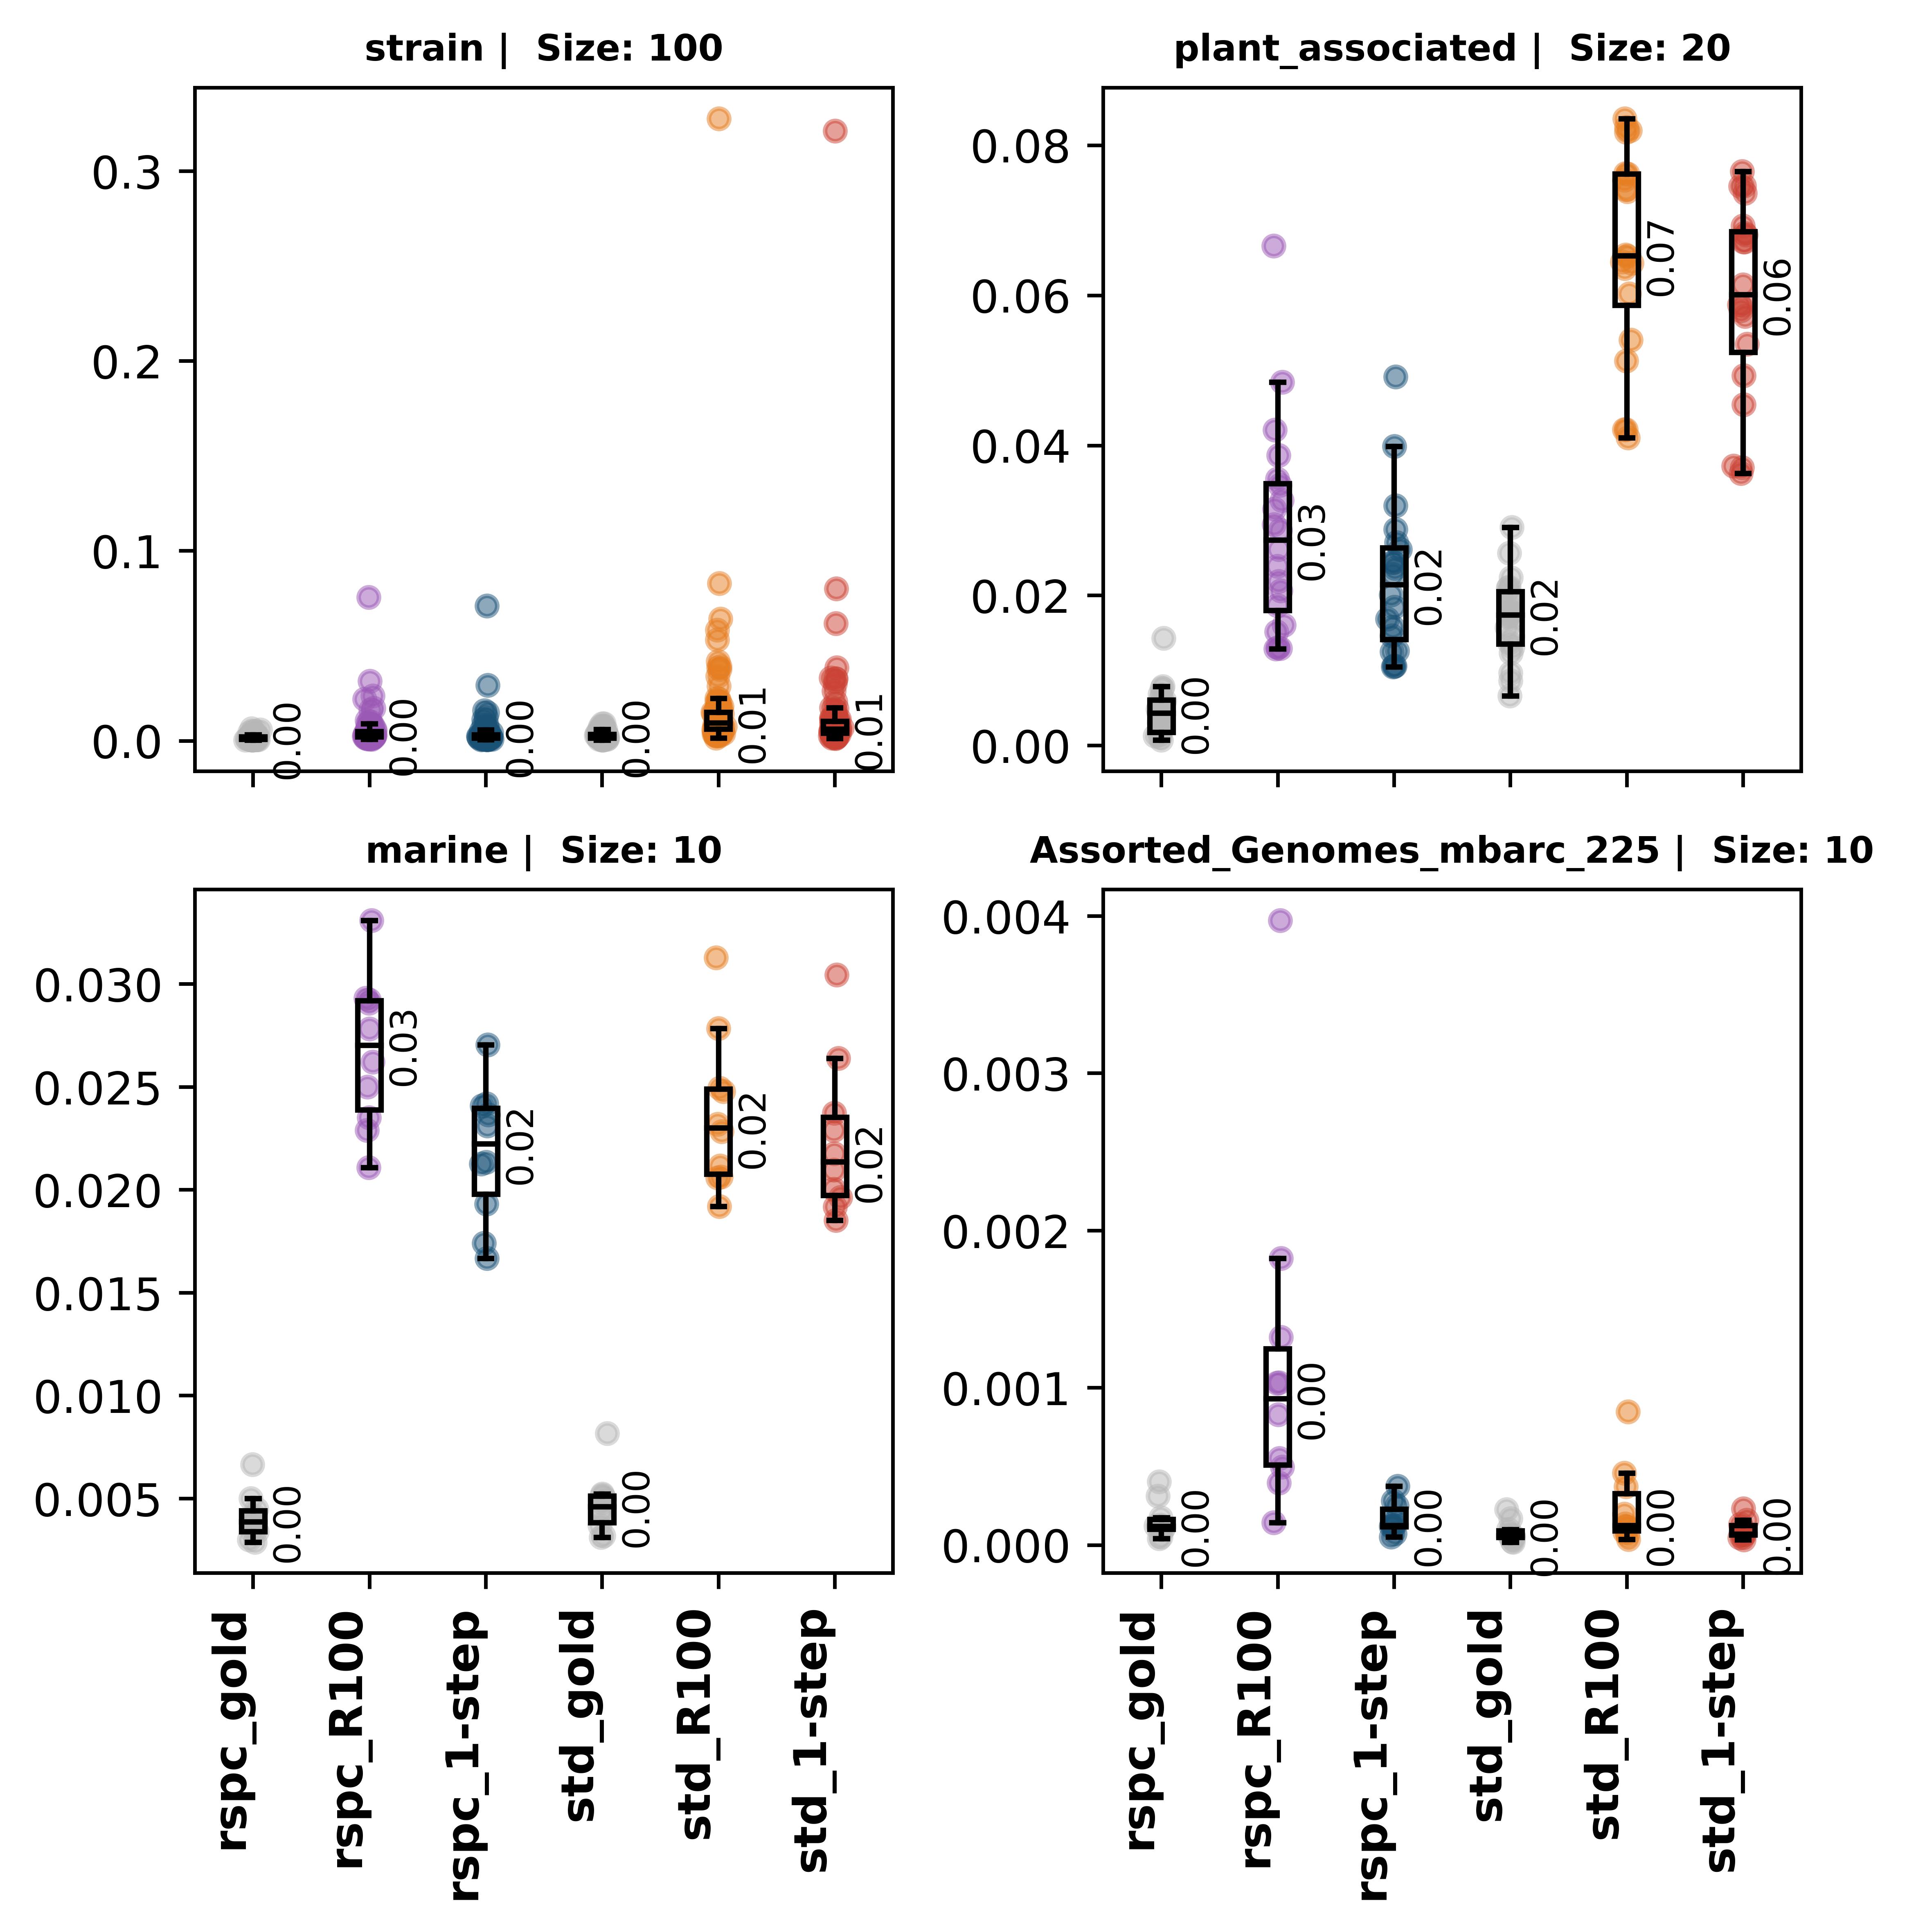 strain |  Size: 100
0.3
0.2
0.1
0.0
0.00
0.00
0.00
0.00
0.01
0.01
plant_associated |  Size: 20
0.08
0.06
0.04
0.02
0.00
0.00
0.03
0.02
0.02
0.07
0.06
marine |  Size: 10
0.030
0.025
0.020
0.015
0.010
0.005
0.00
0.03
0.02
0.00
0.02
0.02
rspc_gold
rspc_R100
rspc_1-step
std_gold
std_R100
std_1-step
Assorted_Genomes_mbarc_225 |  Size: 10
0.004
0.003
0.002
0.001
0.000
0.00
0.00
0.00
0.00
0.00
0.00
rspc_gold
rspc_R100
rspc_1-step
std_gold
std_R100
std_1-step